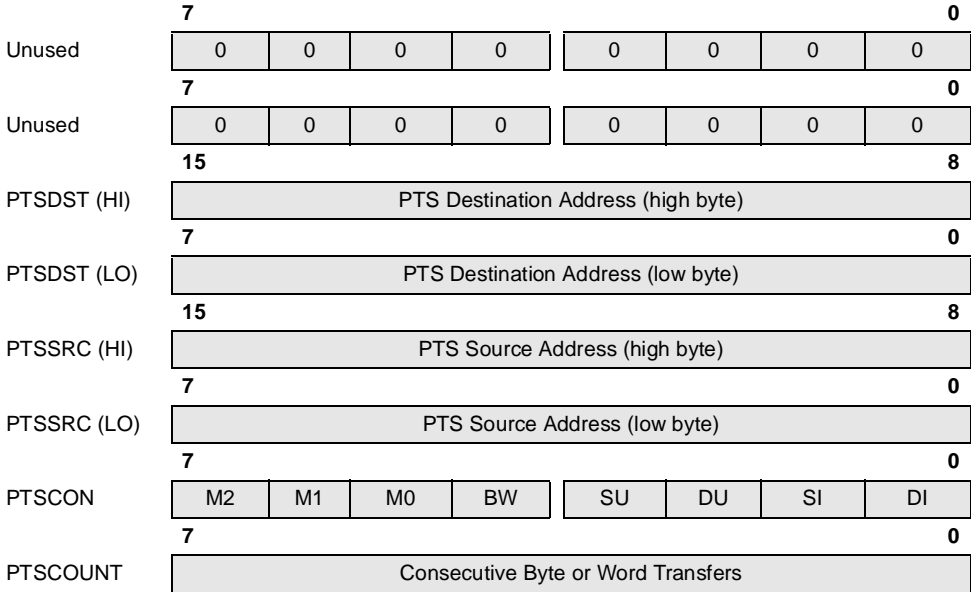 7 0
Unused 0 0 0 0 0 0 0 0
7 0
Unused 0 0 0 0 0 0 0 0
15 8
PTSDST (HI) PTS Destination Address (high byte)
7 0
PTSDST (LO) PTS Destination Address (low byte)
15 8
PTSSRC (HI) PTS Source Address (high byte)
7 0
PTSSRC (LO) PTS Source Address (low byte)
7 0
PTSCON M2 M1 M0 BW SU DU SI DI
7 0
PTSCOUNT Consecutive Byte or Word Transfers